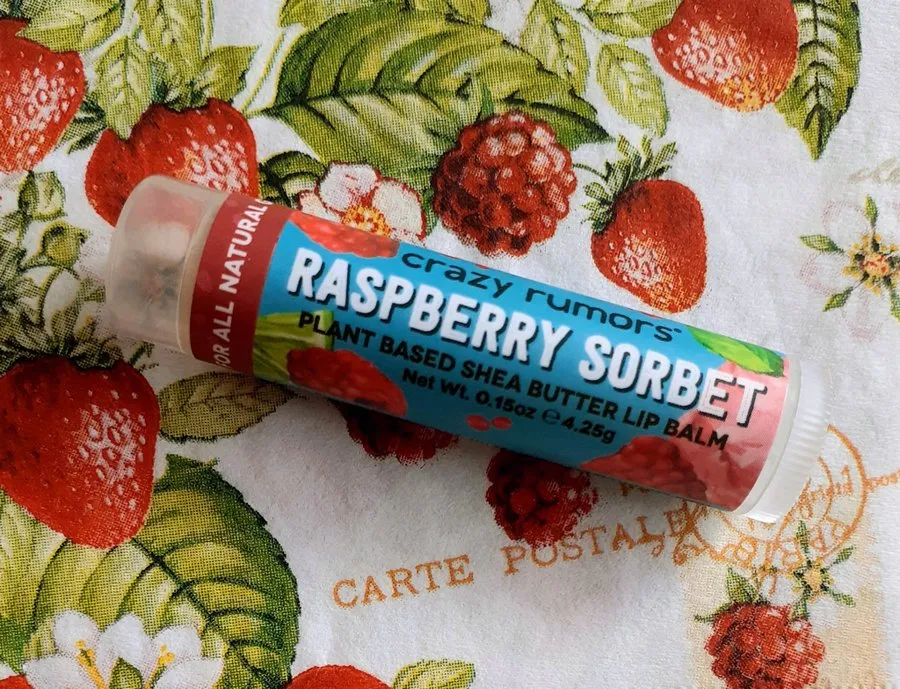 OR ALL NATURAL
crazy rumors
RASPBERRY SORBET
PLANT BASED SHEA BUTTER LIP BALM
Net Wt. 0.15oz ℮ 4.25g
CARTE POSTALE